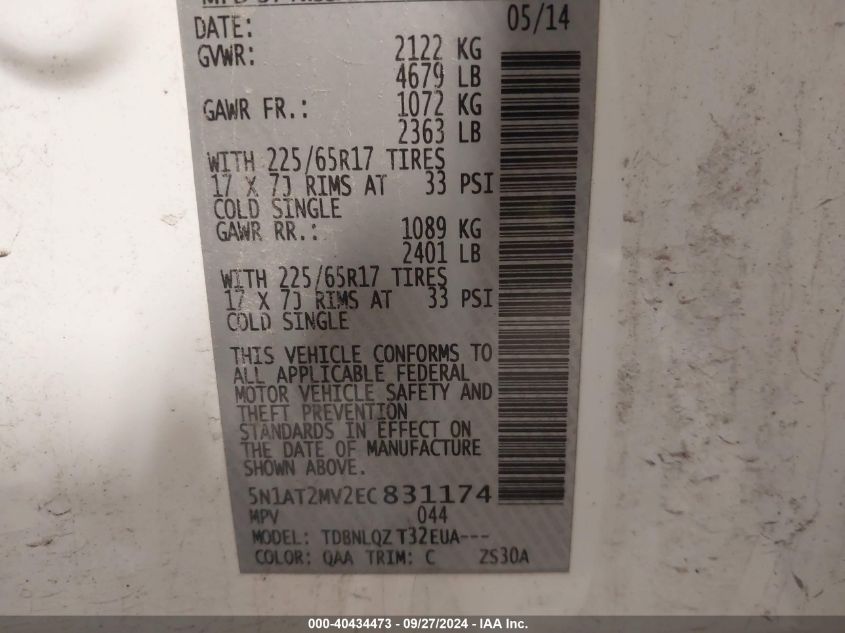 DATE: 05/14
GVWR: 2122 KG
4679 LB
GAWR FR.: 1072 KG
2363 LB
WITH 225/65R17 TIRES
17 X 7J RIMS AT 33 PSI
COLD SINGLE
GAWR RR.: 1089 KG
2401 LB
WITH 225/65R17 TIRES
17 X 7J RIMS AT 33 PSI
COLD SINGLE
THIS VEHICLE CONFORMS TO
ALL APPLICABLE FEDERAL
MOTOR VEHICLE SAFETY AND
THEFT PREVENTION
STANDARDS IN EFFECT ON
THE DATE OF MANUFACTURE
SHOWN ABOVE.
5N1AT2MV2EC831174
MPV 044
MODEL: TDBNLQZ T32EUA---
COLOR: QAA TRIM: C 2S30A
000-40434473 - 09/27/2024 - IAA Inc.